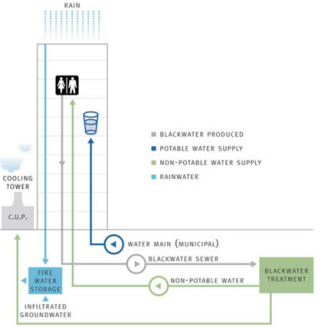 RAIN
BLACKWATER PRODUCED
POTABLE WATER SUPPLY
NON-POTABLE WATER SUPPLY
RAINWATER
COOLING
TOWER
C.U.P.
WATER MAIN (MUNICIPAL)
BLACKWATER SEWER
FIRE
WATER
STORAGE
NON-POTABLE WATER
BLACKWATER
TREATMENT
INFILTRATED
GROUNDWATER